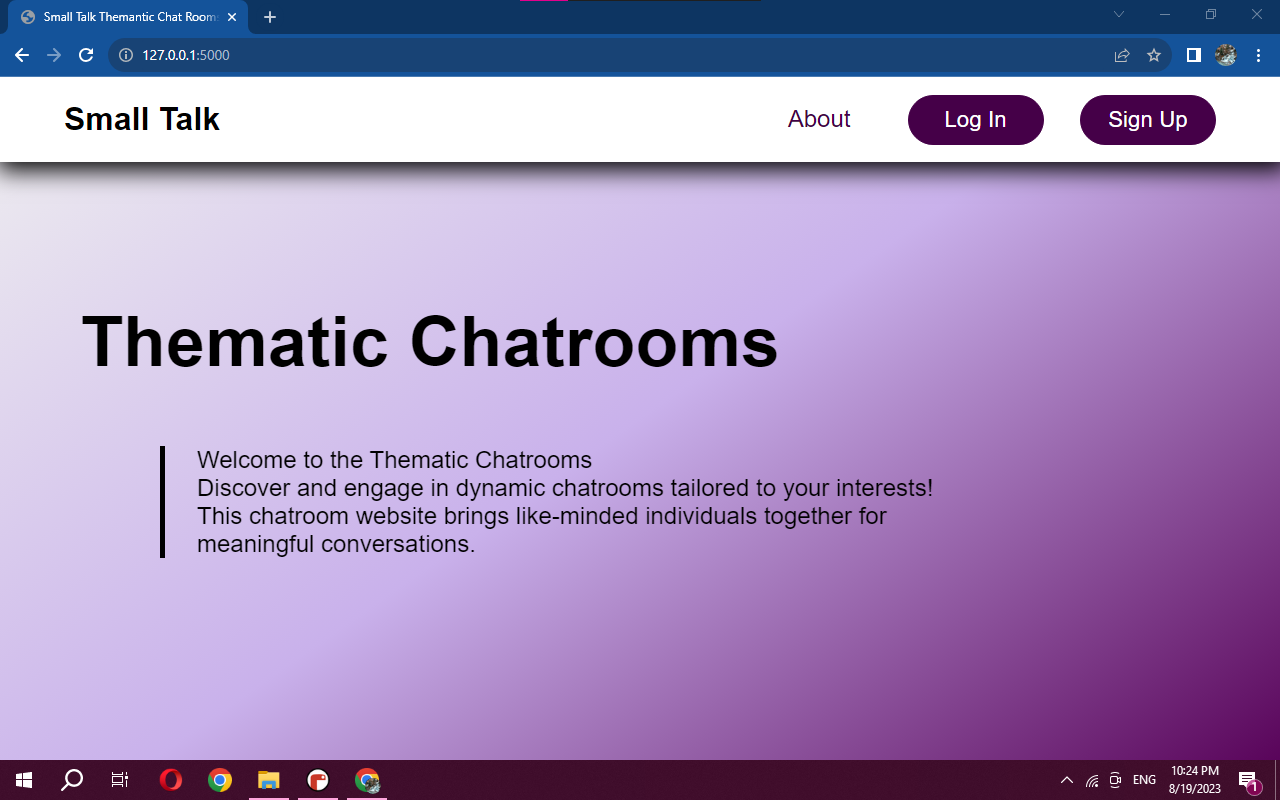 Small Talk Themantic Chat Rooms
127.0.0.1:5000
Small Talk
About
Log In
Sign Up
Thematic Chatrooms
Welcome to the Thematic Chatrooms
Discover and engage in dynamic chatrooms tailored to your interests!
This chatroom website brings like-minded individuals together for
meaningful conversations.
ENG
10:24 PM
8/19/2023
1